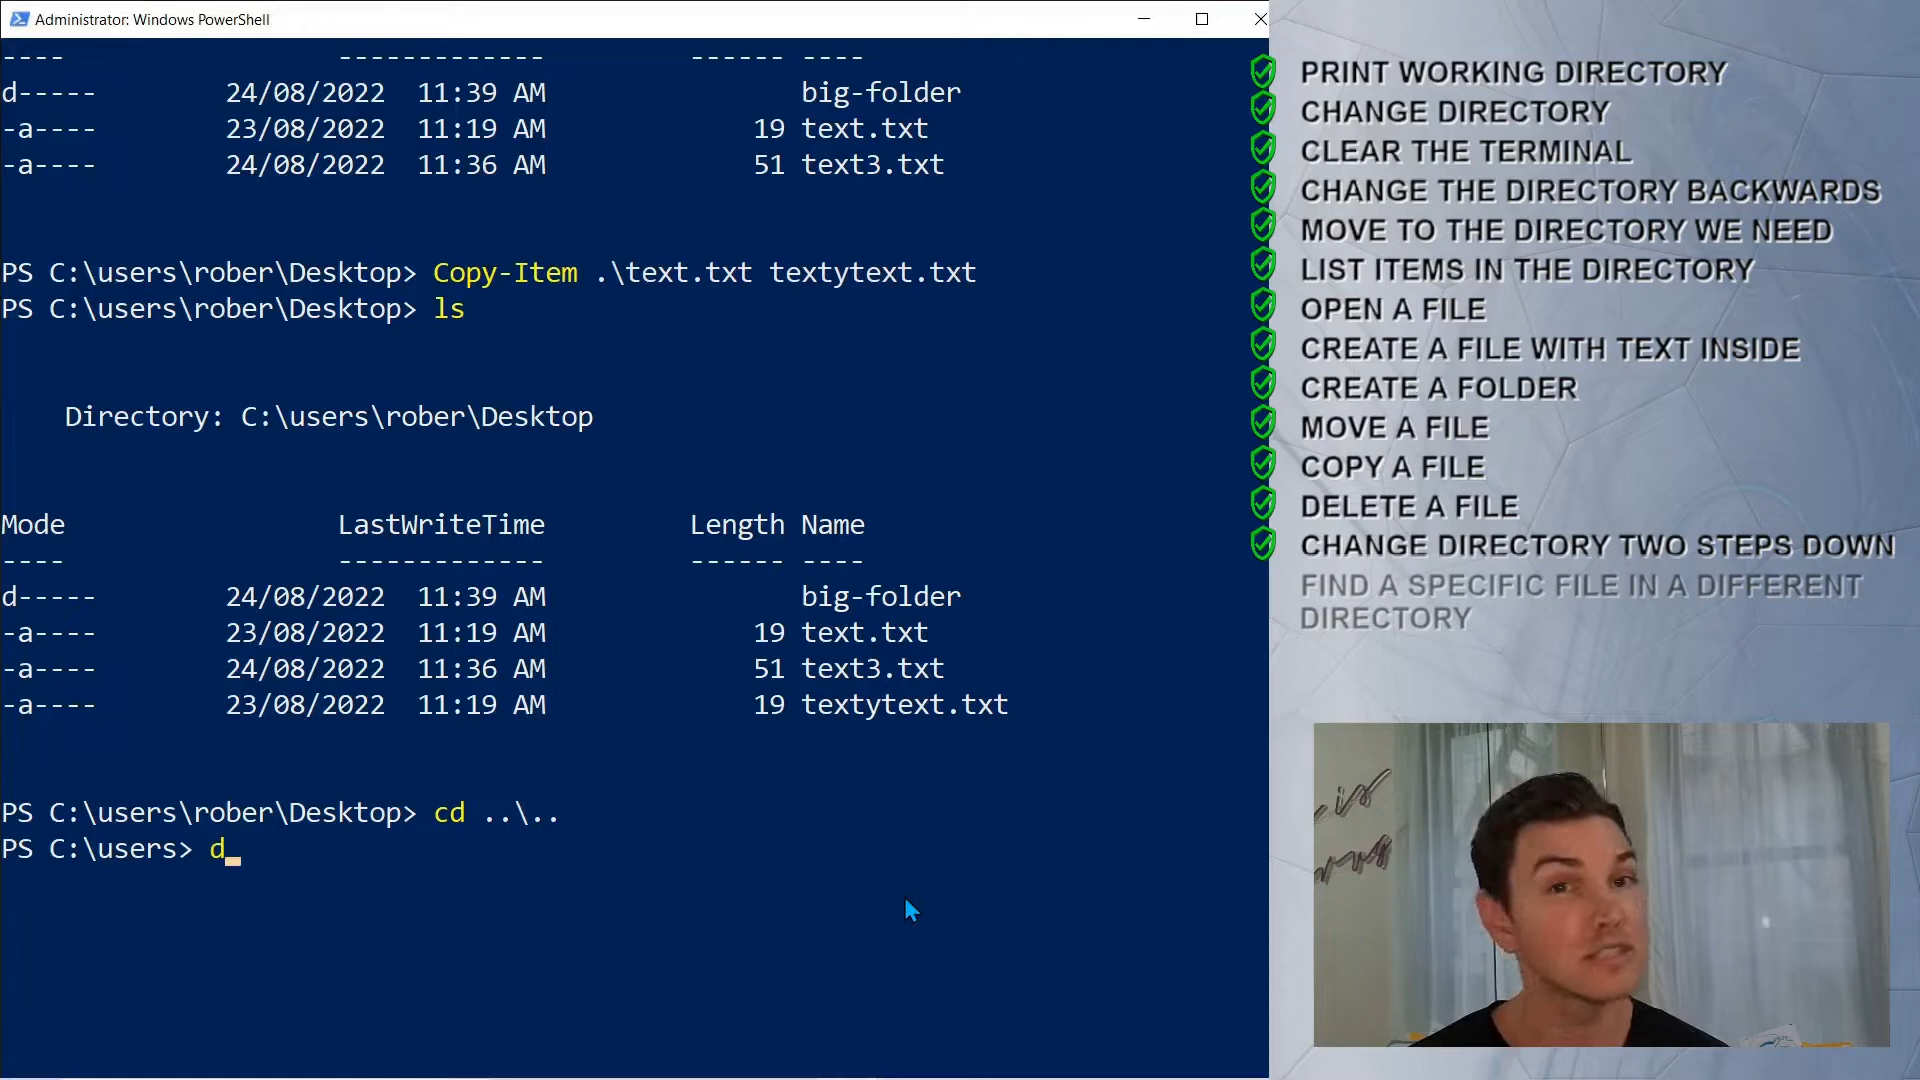 Administrator: Windows PowerShell
---- ------------- ------ ----
d----- 24/08/2022 11:39 AM big-folder
-a---- 23/08/2022 11:19 AM 19 text.txt
-a---- 24/08/2022 11:36 AM 51 text3.txt
PS C:\users\rober\Desktop> Copy-Item .\text.txt textytext.txt
PS C:\users\rober\Desktop> ls
Directory: C:\users\rober\Desktop
Mode LastWriteTime Length Name
---- ------------- ------ ----
d----- 24/08/2022 11:39 AM big-folder
-a---- 23/08/2022 11:19 AM 19 text.txt
-a---- 24/08/2022 11:36 AM 51 text3.txt
-a---- 23/08/2022 11:19 AM 19 textytext.txt
PS C:\users\rober\Desktop> cd ..\..
PS C:\users> d_
PRINT WORKING DIRECTORY
CHANGE DIRECTORY
CLEAR THE TERMINAL
CHANGE THE DIRECTORY BACKWARDS
MOVE TO THE DIRECTORY WE NEED
LIST ITEMS IN THE DIRECTORY
OPEN A FILE
CREATE A FILE WITH TEXT INSIDE
CREATE A FOLDER
MOVE A FILE
COPY A FILE
DELETE A FILE
CHANGE DIRECTORY TWO STEPS DOWN
FIND A SPECIFIC FILE IN A DIFFERENT
DIRECTORY